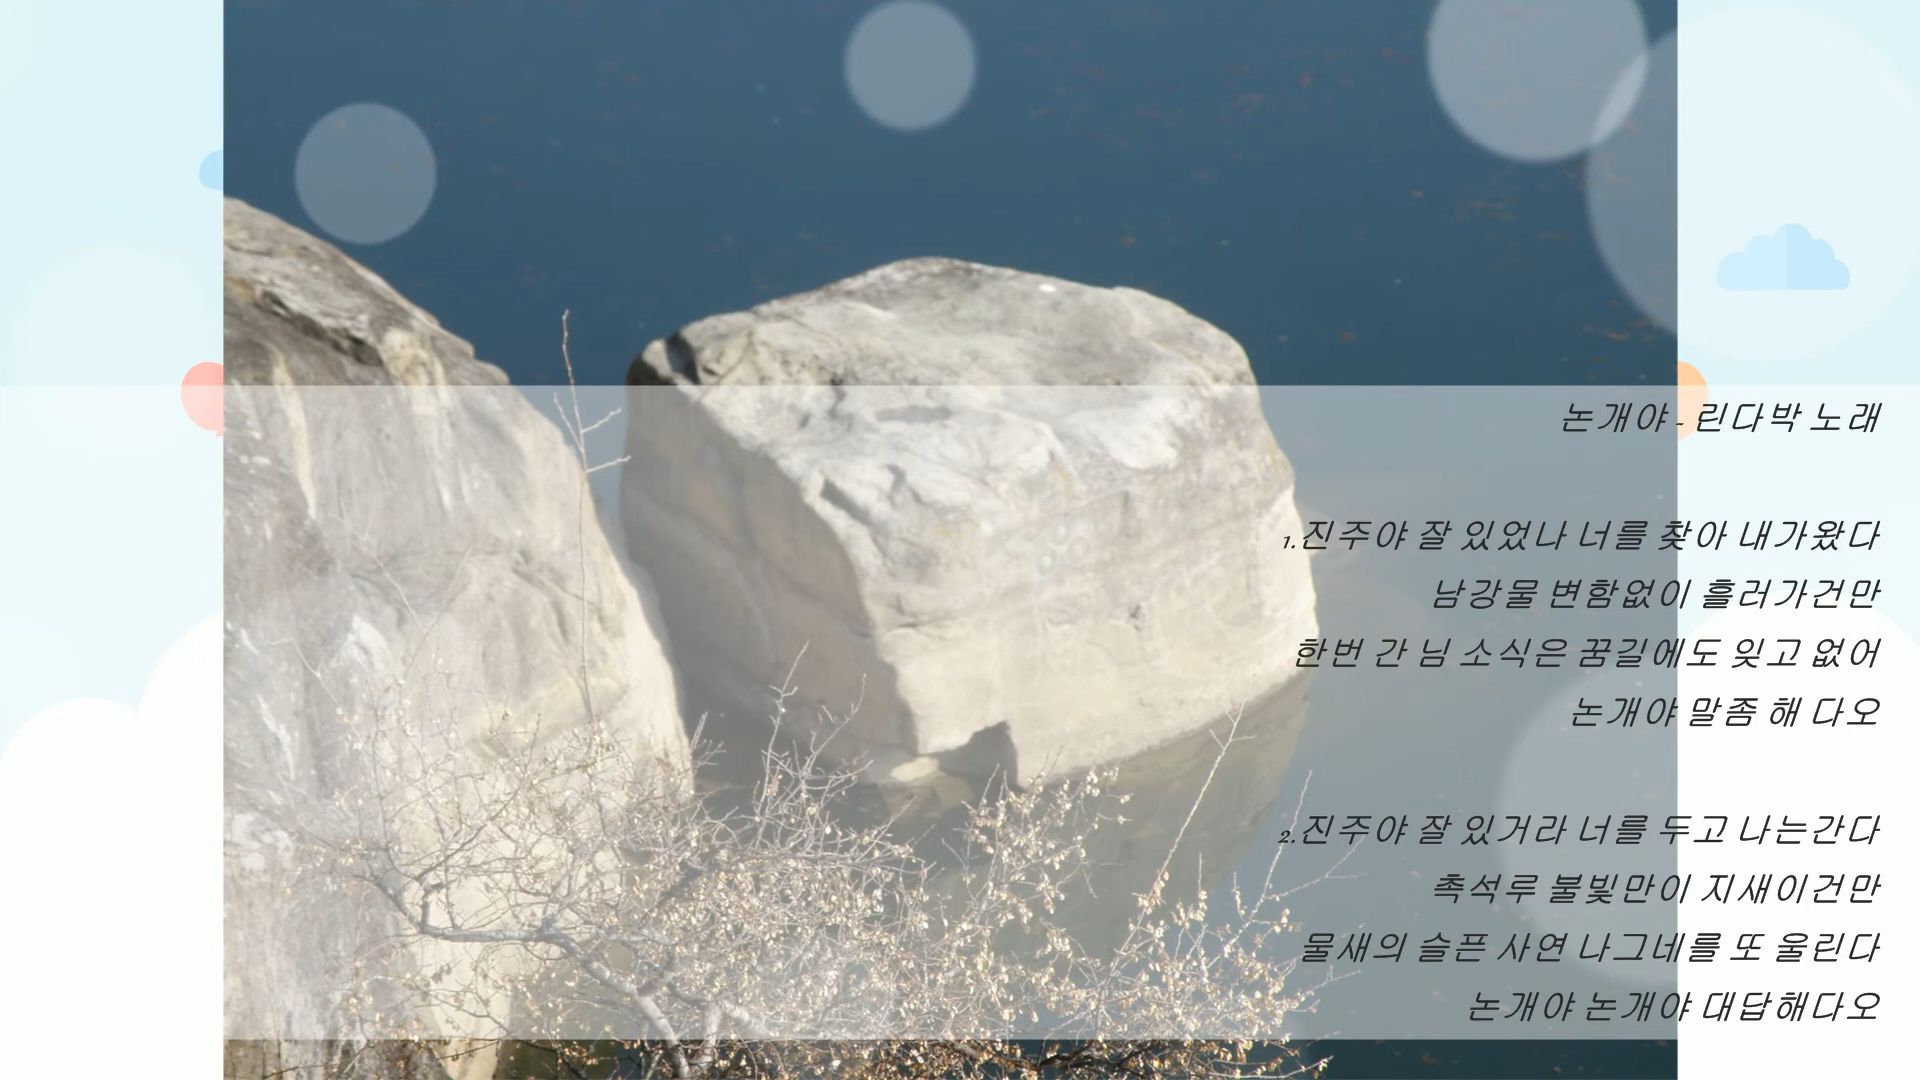 논개야 - 린다박 노래
1.진주야 잘 있었나 너를 찾아 내가왔다
남강물 변함없이 흘러가건만
한번 간 님 소식은 꿈길에도 잊고 없어
논개야 말좀 해 다오
2.진주야 잘 있거라 너를 두고 나는간다
촉석루 불빛만이 지새이건만
물새의 슬픈 사연 나그네를 또 울린다
논개야 논개야 대답해다오